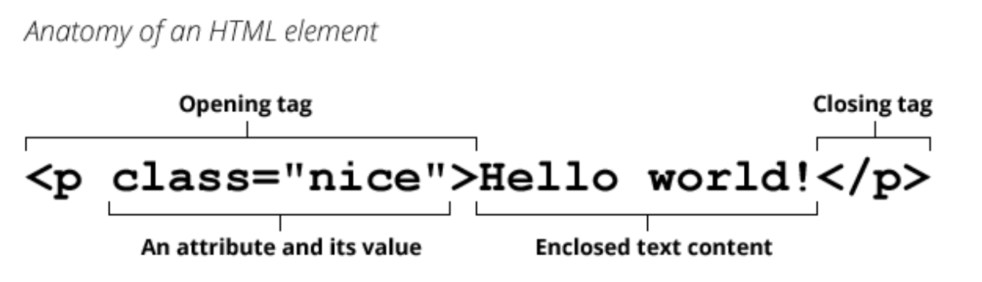 Anatomy of an HTML element
Opening tag
Closing tag
<p class="nice">Hello world!</p>
An attribute and its value
Enclosed text content